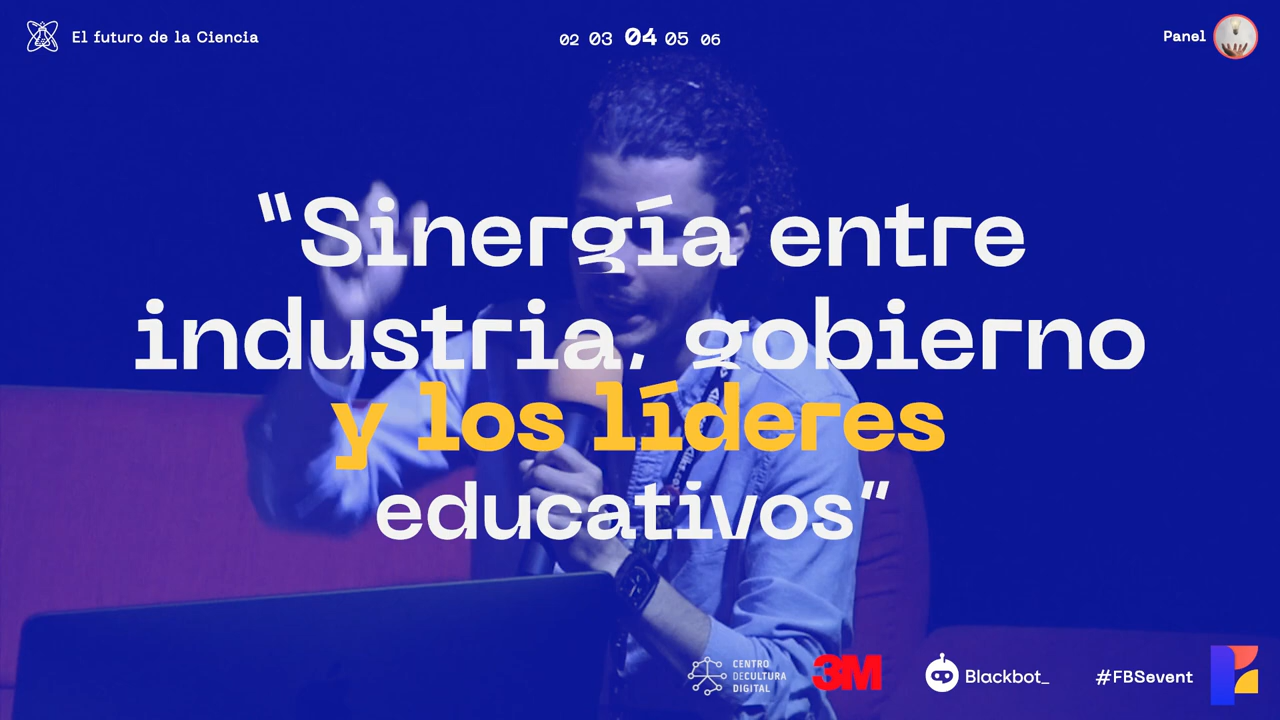 El futuro de la Ciencia
02 03 04 05 06
Panel
"Sinergía entre
industria, gobierno
y los líderes
educativos"
CENTRO
DECULTURA
DIGITAL
3M
Blackbot_
#FBSevent